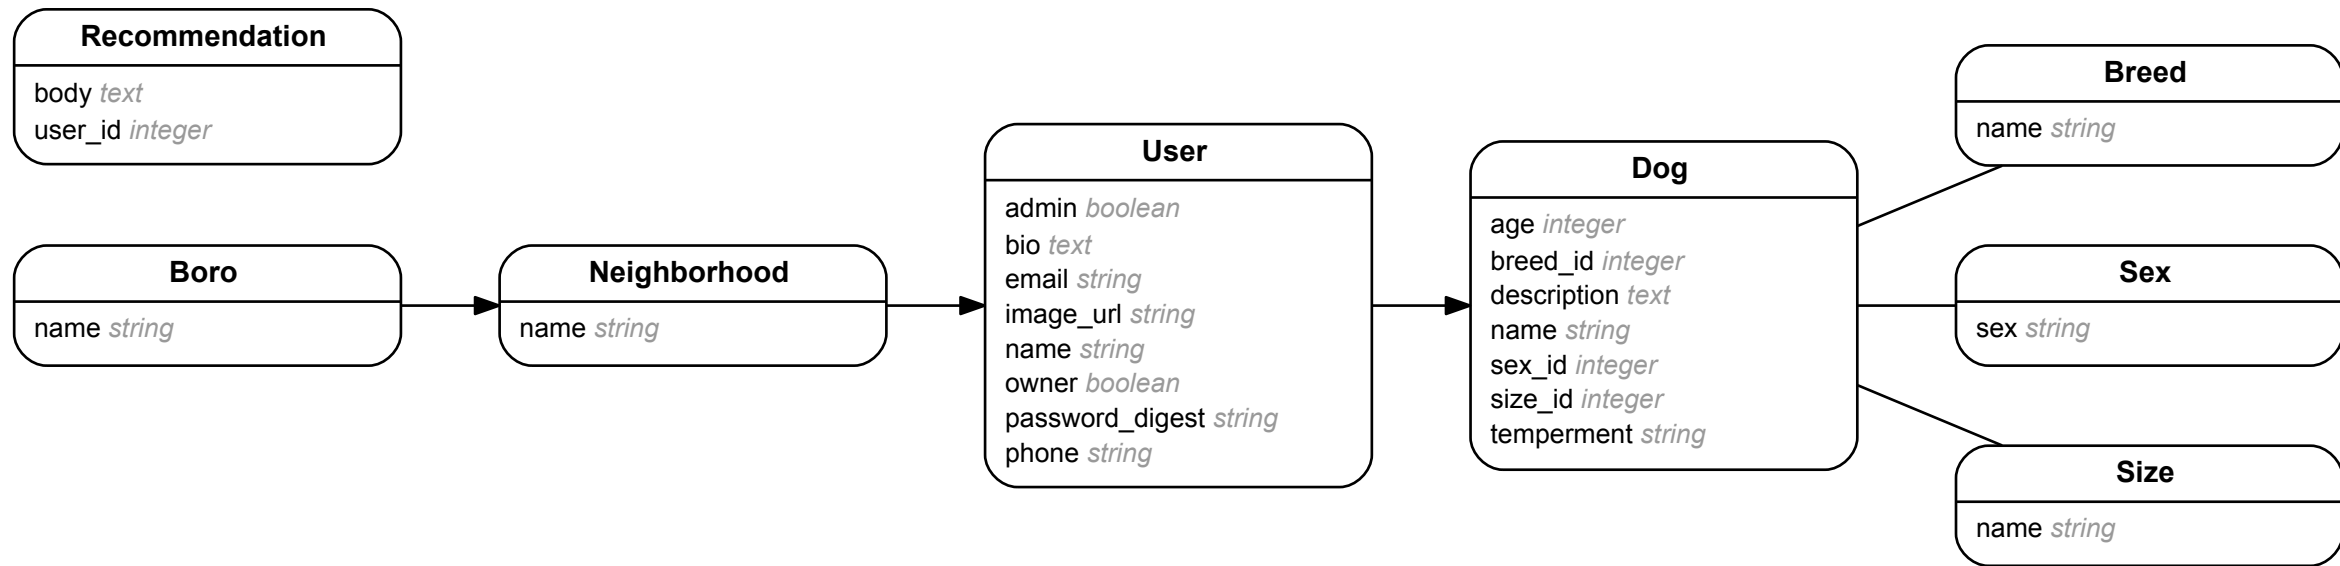 Recommendation
body text
user_id integer
Boro
name string
Neighborhood
name string
User
admin boolean
bio text
email string
image_url string
name string
owner boolean
password_digest string
phone string
Dog
age integer
breed_id integer
description text
name string
sex_id integer
size_id integer
temperment string
Breed
name string
Sex
sex string
Size
name string